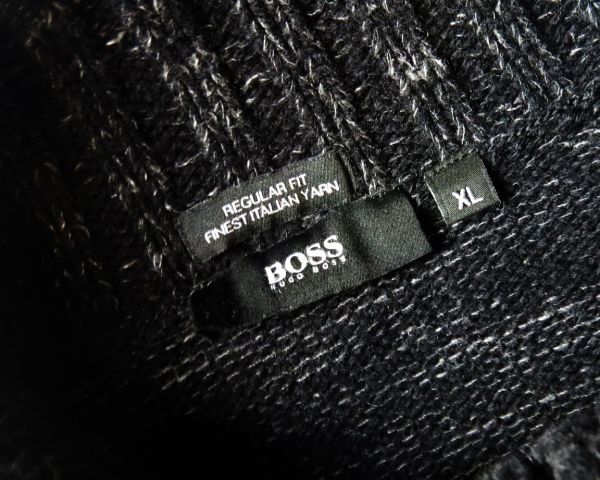 REGULAR FIT
FINEST ITALIAN YARN
XL
BOSS
HUGO BOSS